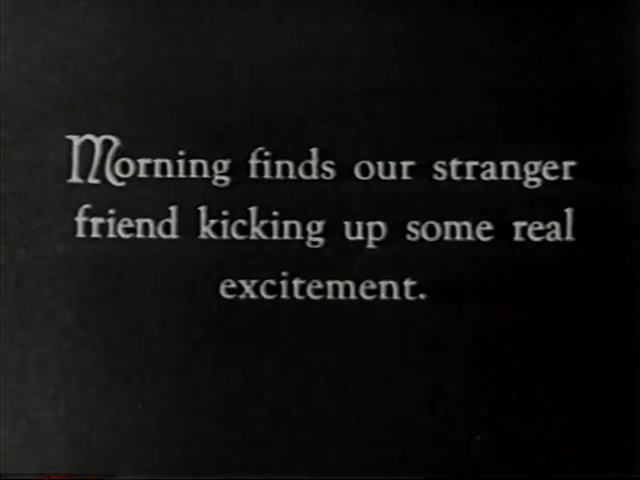 Morning finds our stranger
friend kicking up some real
excitement.